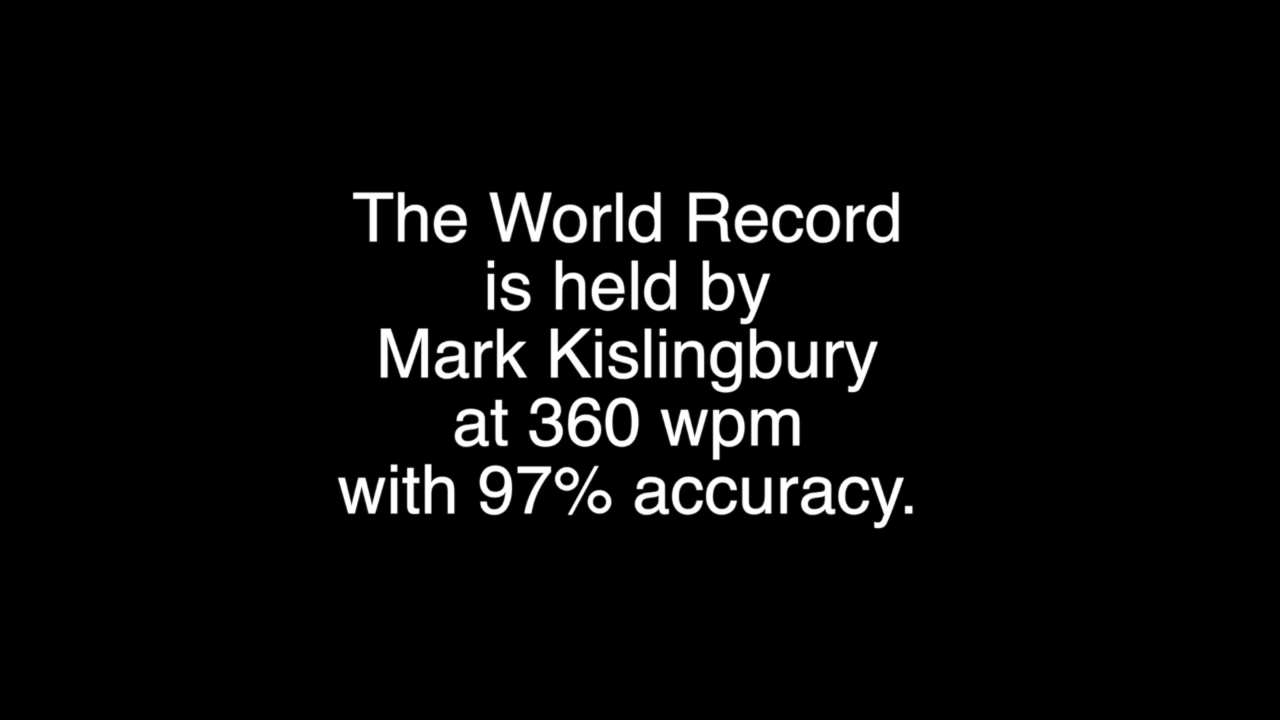 The World Record
is held by
Mark Kislingbury
at 360 wpm
with 97% accuracy.